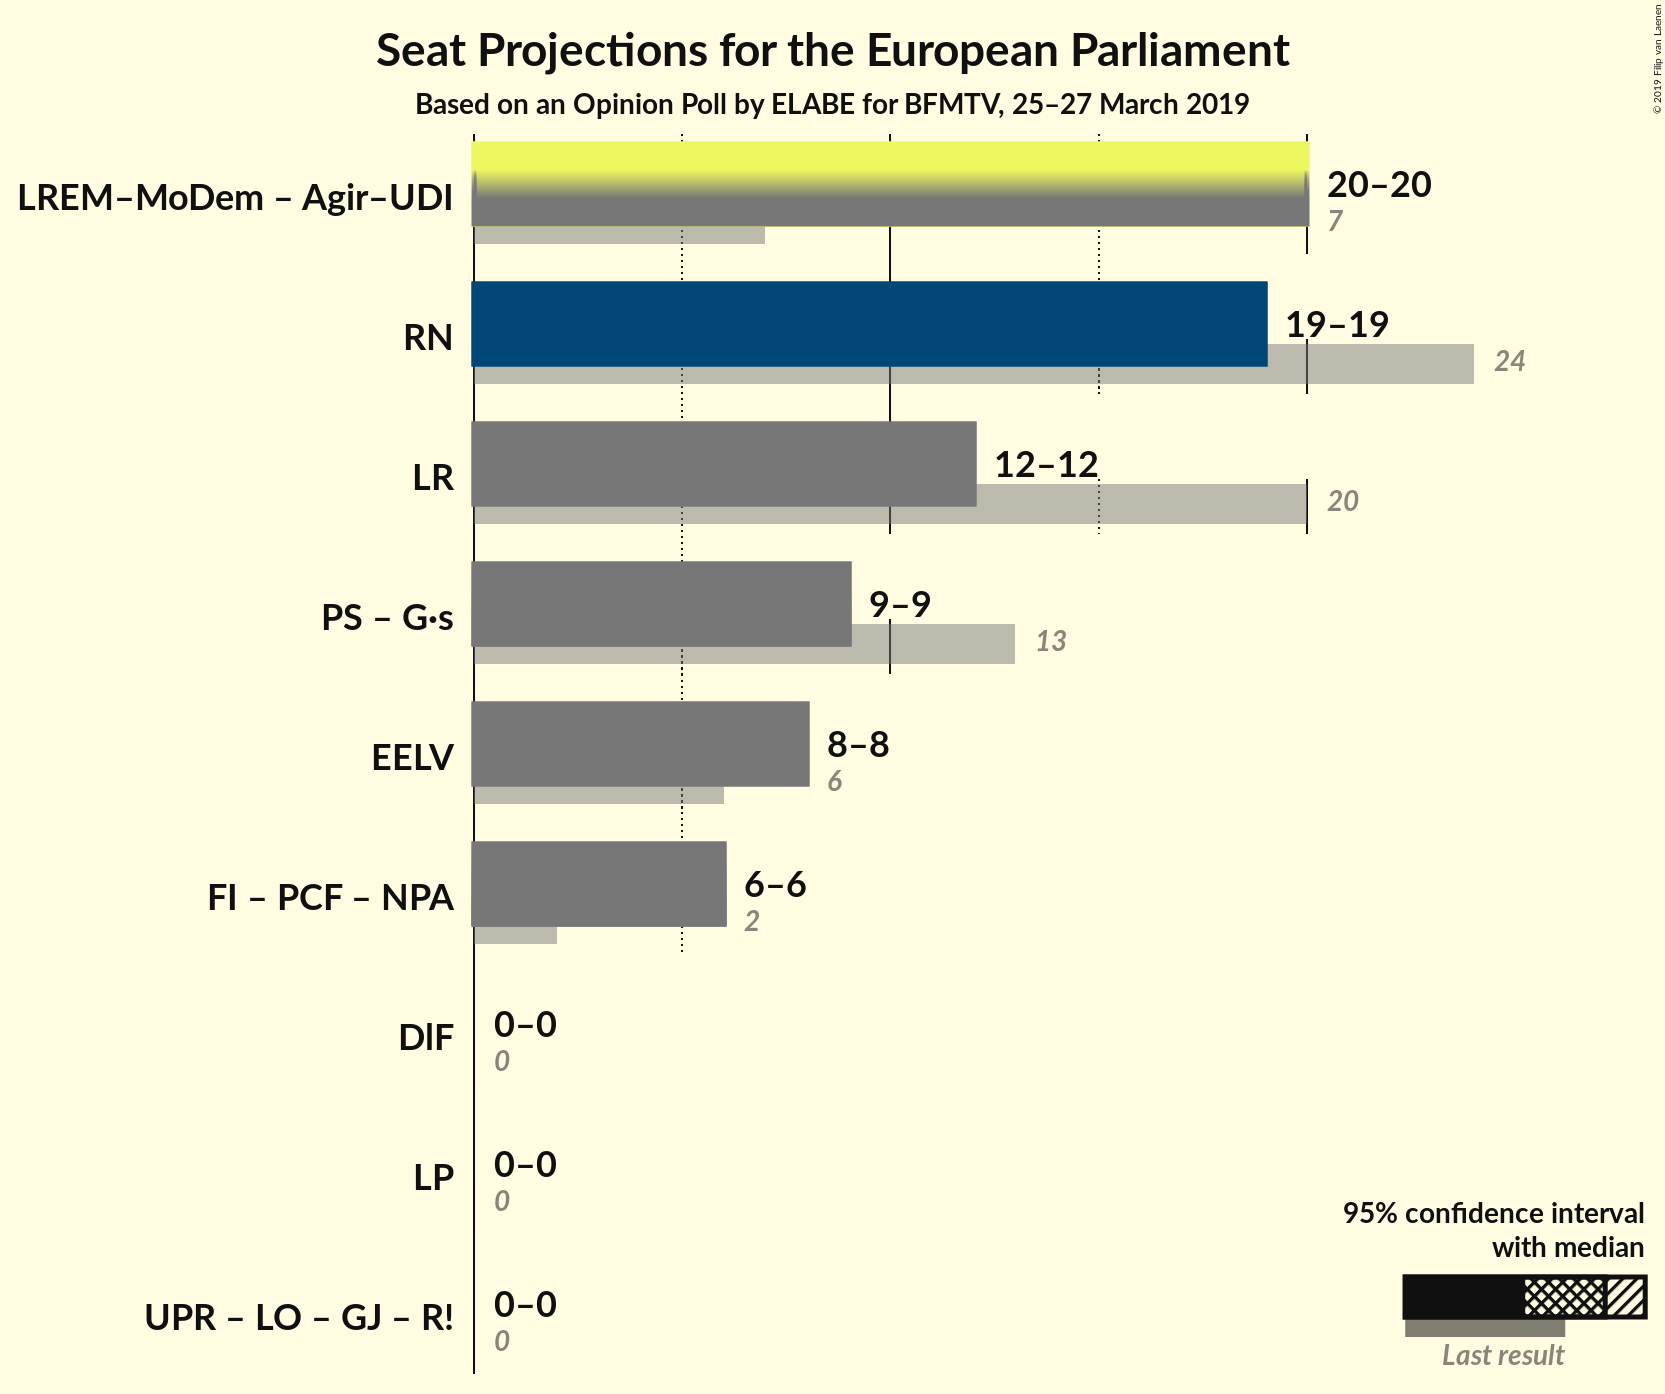 Seat Projections for the European Parliament
Based on an Opinion Poll by ELABE for BFMTV, 25–27 March 2019
© 2019 Filip van Laenen
LREM–MoDem – Agir–UDI
20–20
7
RN
19–19
24
LR
12–12
20
PS – G·s
9–9
13
EELV
8–8
6
FI – PCF – NPA
6–6
2
DlF
0–0
0
LP
0–0
0
UPR – LO – GJ – R!
0–0
0
95% confidence interval
with median
Last result